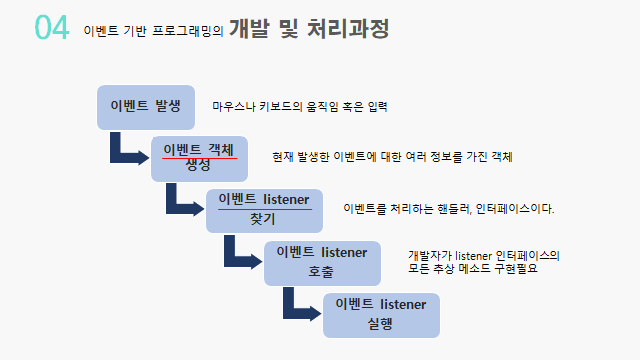 04 이벤트 기반 프로그래밍의 개발 및 처리과정
이벤트 발생
마우스나 키보드의 움직임 혹은 입력
이벤트 객체
생성
현재 발생한 이벤트에 대한 여러 정보를 가진 객체
이벤트 listener
찾기
이벤트를 처리하는 핸들러, 인터페이스이다.
이벤트 listener
호출
개발자가 listener 인터페이스의
모든 추상 메소드 구현필요
이벤트 listener
실행